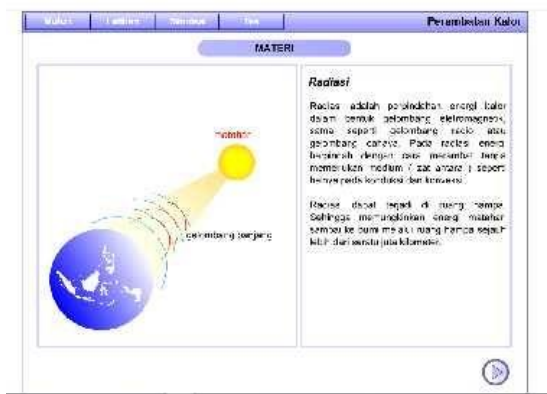 Materi Latihan Simulasi Tes Perambatan Kalor
MATERI
Radiasi
matahari
gelombang panjang
Radiasi adalah perpindahan energi kalor
dalam bentuk gelombang elektromagnetik,
sama seperti gelombang radio atau
gelombang cahaya. Pada radiasi energi
berpindah dengan cara merambat tanpa
memerlukan medium ( zat antara ) seperti
halnya pada konduksi dan konveksi.
Radiasi dapat terjadi di ruang hampa.
Sehingga memungkinkan energi matahari
sampai ke bumi melalui ruang hampa sejauh
lebih dari seratus juta kilometer.